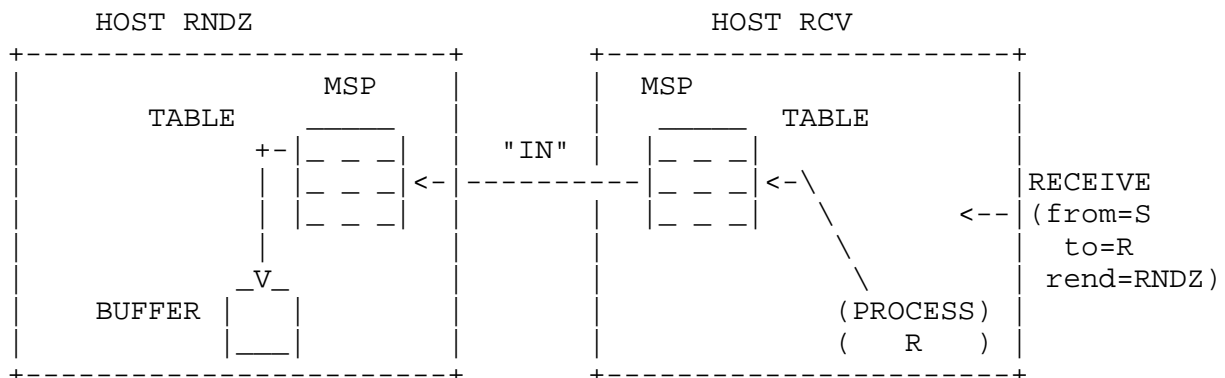 HOST RNDZ HOST RCV
MSP MSP
TABLE TABLE
"IN"
RECEIVE
(from=S
to=R
rend=RNDZ)
BUFFER (PROCESS)
( R )